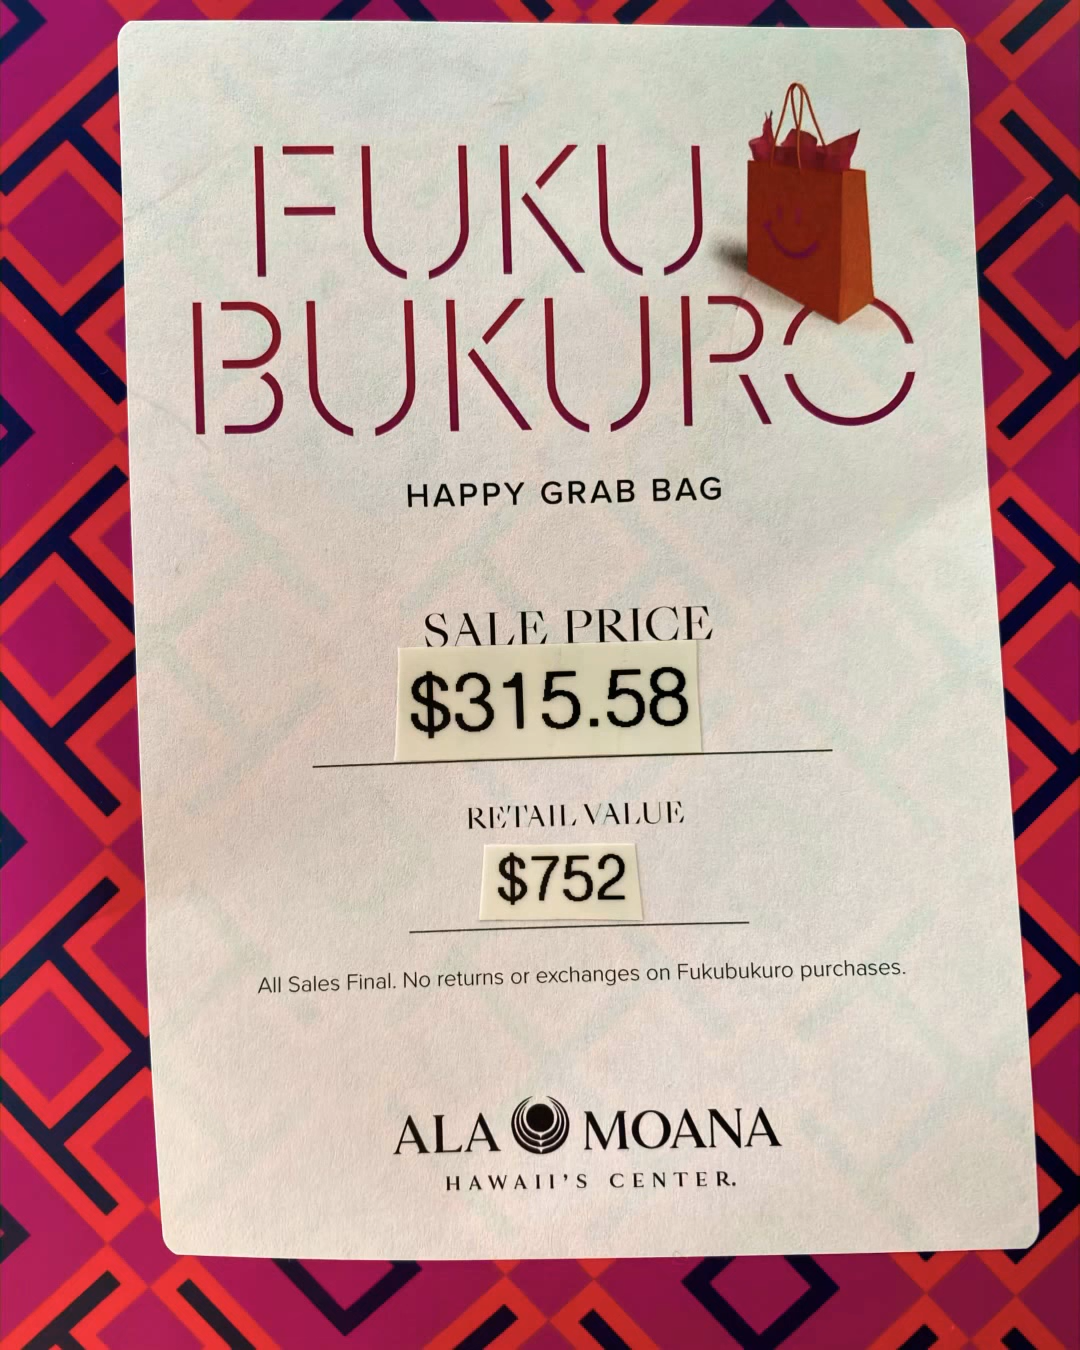 FUKU
BUKURO
HAPPY GRAB BAG
SALE PRICE
$315.58
RETAIL VALUE
$752
All Sales Final. No returns or exchanges on Fukubukuro purchases.
ALA MOANA
HAWAII'S CENTER.